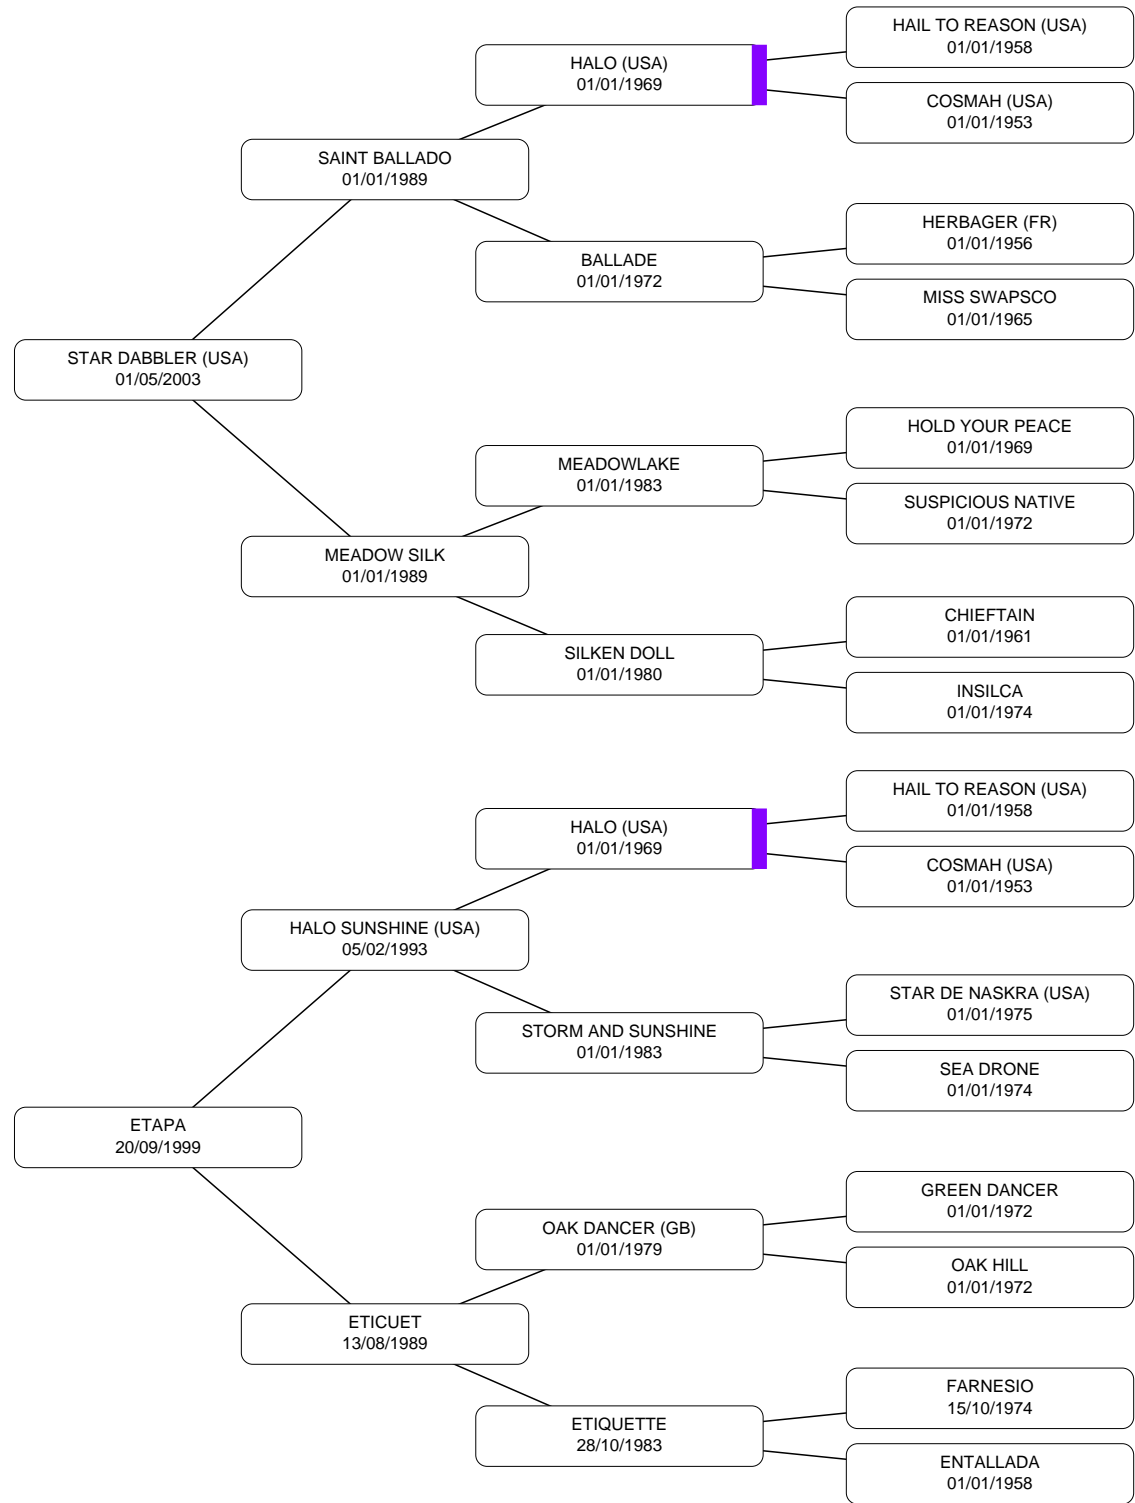 HAIL TO REASON (USA)
01/01/1958
HALO (USA)
01/01/1969
COSMAH (USA)
01/01/1953
SAINT BALLADO
01/01/1989
HERBAGER (FR)
01/01/1956
BALLADE
01/01/1972
MISS SWAPSCO
01/01/1965
STAR DABBLER (USA)
01/05/2003
HOLD YOUR PEACE
01/01/1969
MEADOWLAKE
01/01/1983
SUSPICIOUS NATIVE
01/01/1972
MEADOW SILK
01/01/1989
CHIEFTAIN
01/01/1961
SILKEN DOLL
01/01/1980
INSILCA
01/01/1974
HAIL TO REASON (USA)
01/01/1958
HALO (USA)
01/01/1969
COSMAH (USA)
01/01/1953
HALO SUNSHINE (USA)
05/02/1993
STAR DE NASKRA (USA)
01/01/1975
STORM AND SUNSHINE
01/01/1983
SEA DRONE
01/01/1974
ETAPA
20/09/1999
GREEN DANCER
01/01/1972
OAK DANCER (GB)
01/01/1979
OAK HILL
01/01/1972
ETICUET
13/08/1989
FARNESIO
15/10/1974
ETIQUETTE
28/10/1983
ENTALLADA
01/01/1958